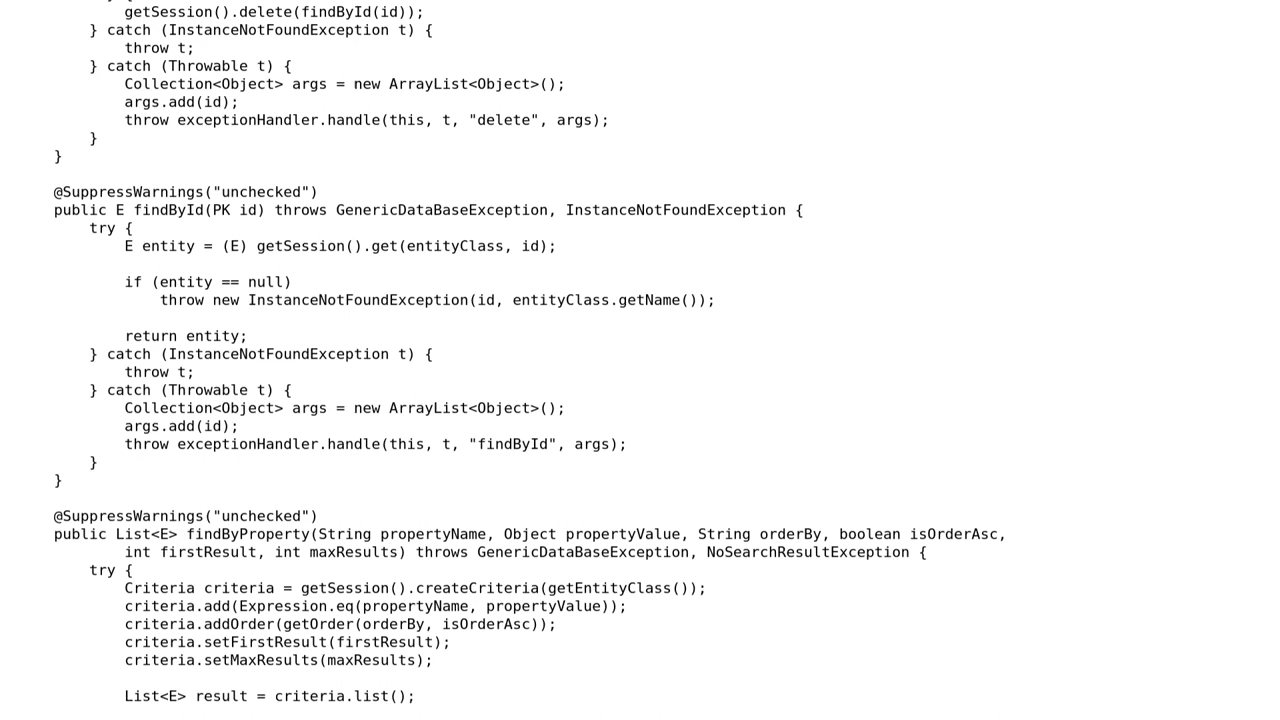 getSession().delete(findById(id));
} catch (InstanceNotFoundException t) {
throw t;
} catch (Throwable t) {
Collection<Object> args = new ArrayList<Object>();
args.add(id);
throw exceptionHandler.handle(this, t, "delete", args);
}
}
@SuppressWarnings("unchecked")
public E findById(PK id) throws GenericDataBaseException, InstanceNotFoundException {
try {
E entity = (E) getSession().get(entityClass, id);
if (entity == null)
throw new InstanceNotFoundException(id, entityClass.getName());
return entity;
} catch (InstanceNotFoundException t) {
throw t;
} catch (Throwable t) {
Collection<Object> args = new ArrayList<Object>();
args.add(id);
throw exceptionHandler.handle(this, t, "findById", args);
}
}
@SuppressWarnings("unchecked")
public List<E> findByProperty(String propertyName, Object propertyValue, String orderBy, boolean isOrderAsc,
int firstResult, int maxResults) throws GenericDataBaseException, NoSearchResultException {
try {
Criteria criteria = getSession().createCriteria(getEntityClass());
criteria.add(Expression.eq(propertyName, propertyValue));
criteria.addOrder(getOrder(orderBy, isOrderAsc));
criteria.setFirstResult(firstResult);
criteria.setMaxResults(maxResults);
List<E> result = criteria.list();